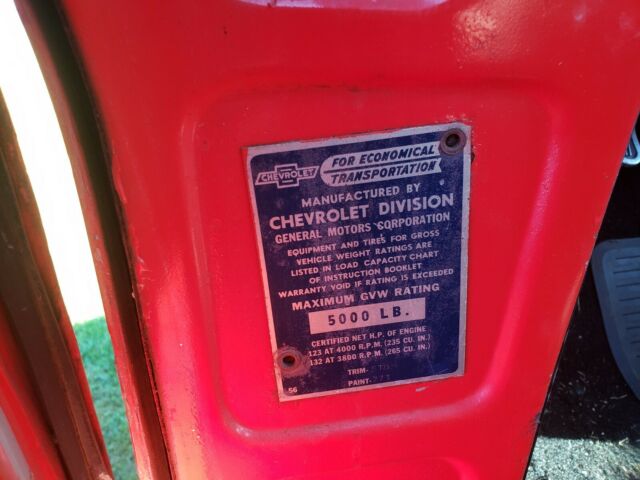 CHEVROLET
FOR ECONOMICAL
TRANSPORTATION
MANUFACTURED BY
CHEVROLET DIVISION
GENERAL MOTORS CORPORATION
EQUIPMENT AND TIRES FOR GROSS
VEHICLE WEIGHT RATINGS ARE
LISTED IN LOAD CAPACITY CHART
OF INSTRUCTION BOOKLET
WARRANTY VOID IF RATING IS EXCEEDED
MAXIMUM GVW RATING
5000 LB.
CERTIFIED NET H.P. OF ENGINE
123 AT 4000 R.P.M. (235 CU. IN.)
132 AT 3800 R.P.M. (265 CU. IN.)
TRIM-
PAINT-
56